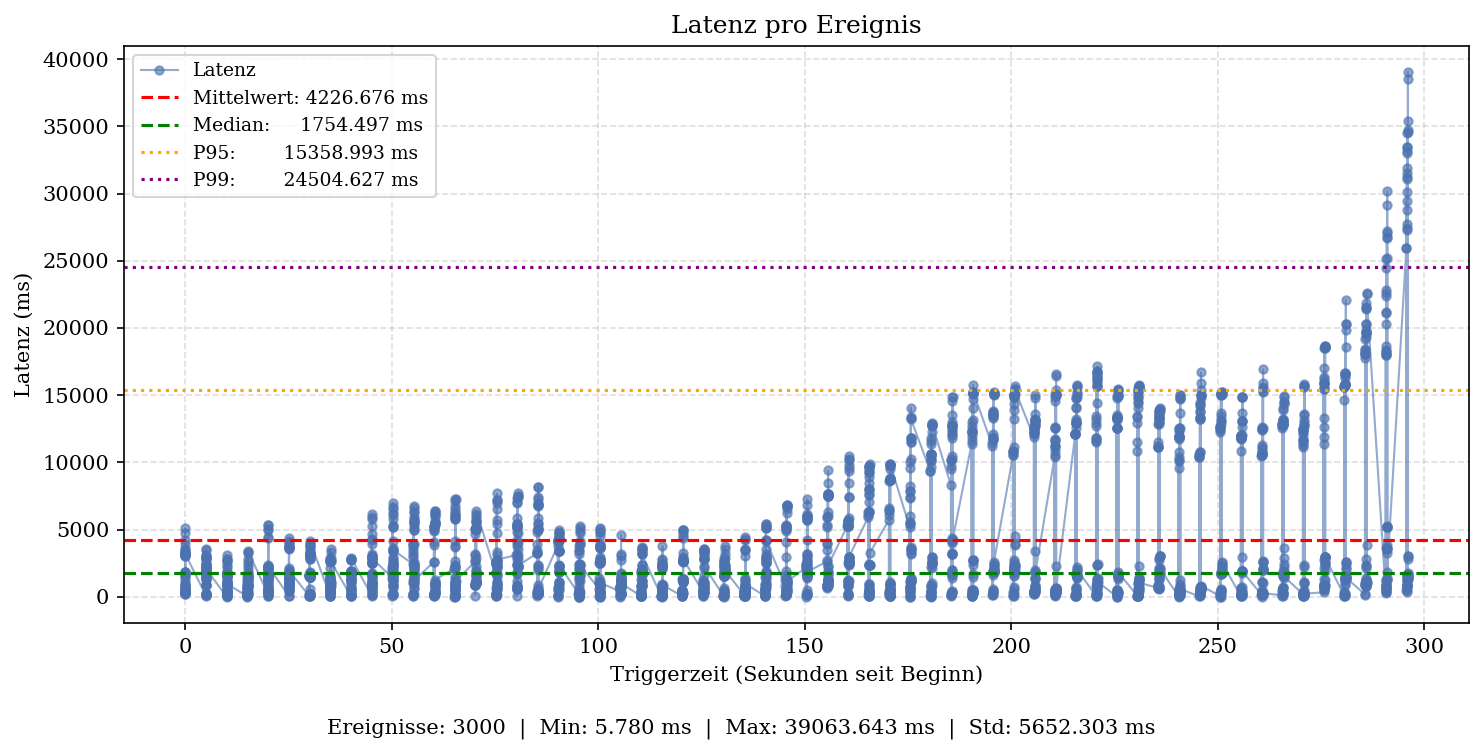 Latenz pro Ereignis
40000
35000
30000
25000
20000
15000
10000
5000
0
Latenz (ms)
Latenz
Mittelwert: 4226.676 ms
Median: 1754.497 ms
P95: 15358.993 ms
P99: 24504.627 ms
0 50 100 150 200 250 300
Triggerzeit (Sekunden seit Beginn)
Ereignisse: 3000 | Min: 5.780 ms | Max: 39063.643 ms | Std: 5652.303 ms